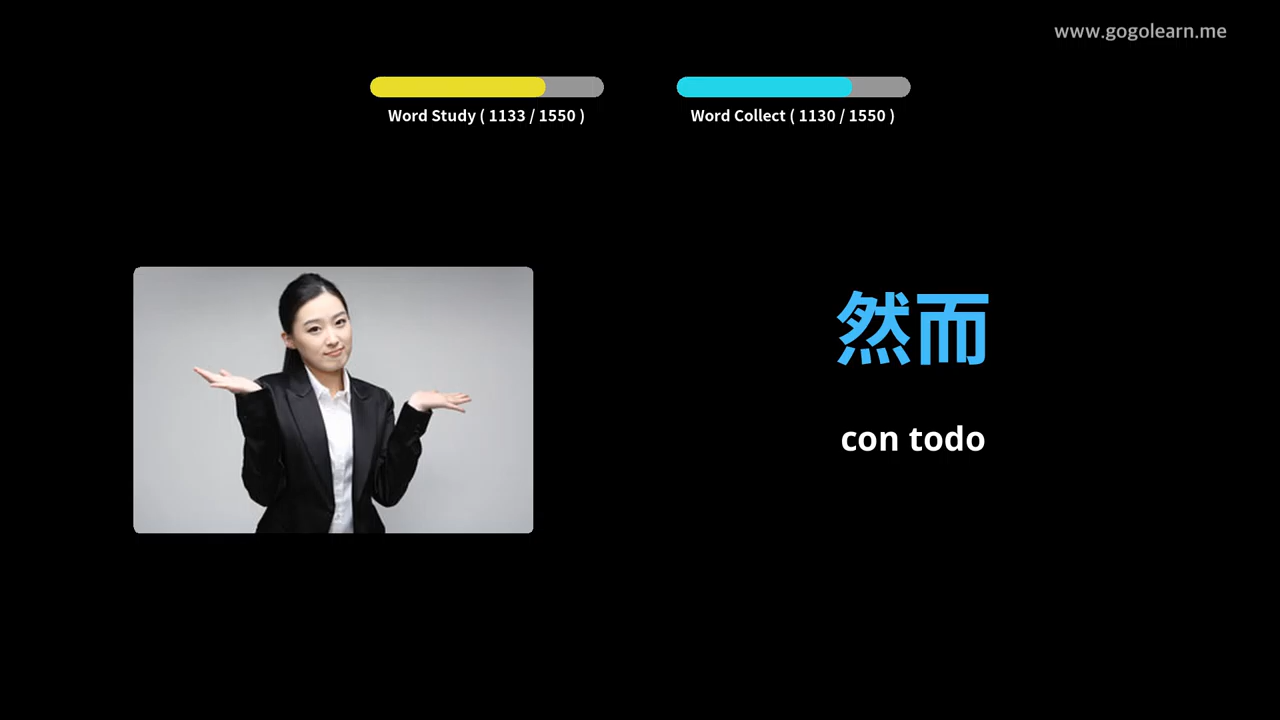 www.gogolearn.me
Word Study ( 1133 / 1550 )
Word Collect ( 1130 / 1550 )
然而
con todo